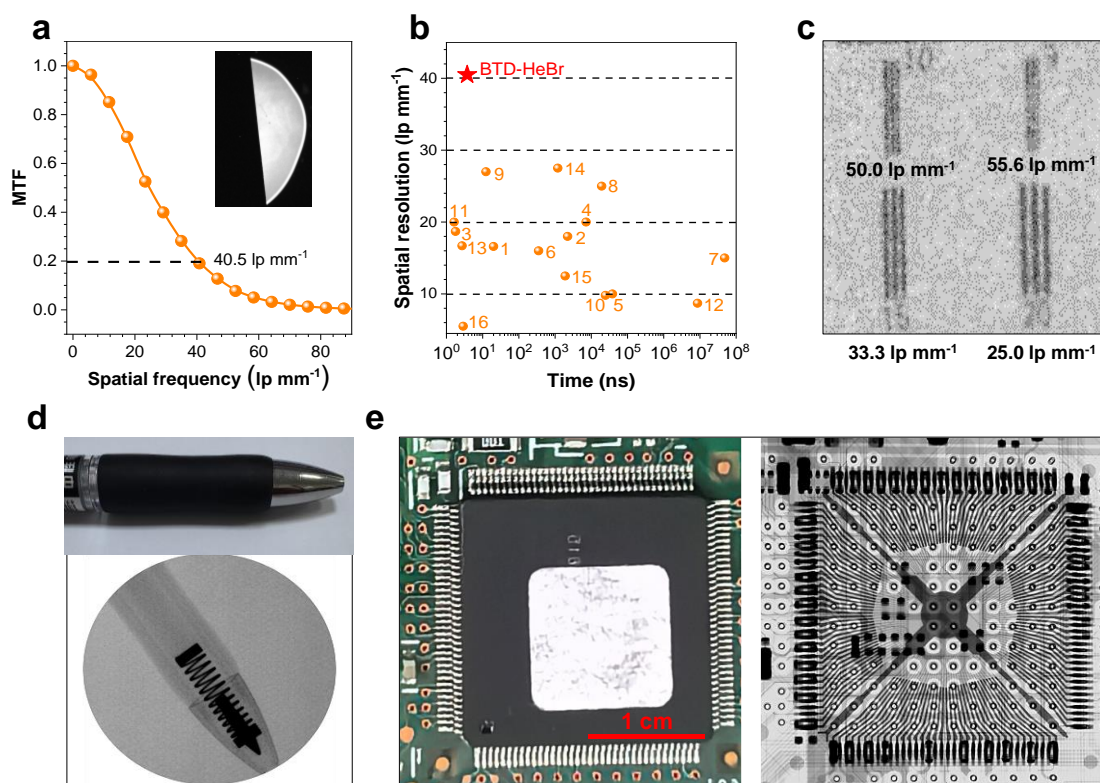 a
1.0
0.8
0.6
0.4
0.2
0.0
MTF
40.5 lp mm⁻¹
0 20 40 60 80
Spatial frequency (lp mm⁻¹)
b
40
30
20
10
Spatial resolution (lp mm⁻¹)
BTD-HeBr
9
14
8
11
3
13
1
4
2
6
15
7
10
5
12
16
10⁰ 10¹ 10² 10³ 10⁴ 10⁵ 10⁶ 10⁷ 10⁸
Time (ns)
c
50.0 lp mm⁻¹
55.6 lp mm⁻¹
33.3 lp mm⁻¹
25.0 lp mm⁻¹
d
e
1 cm